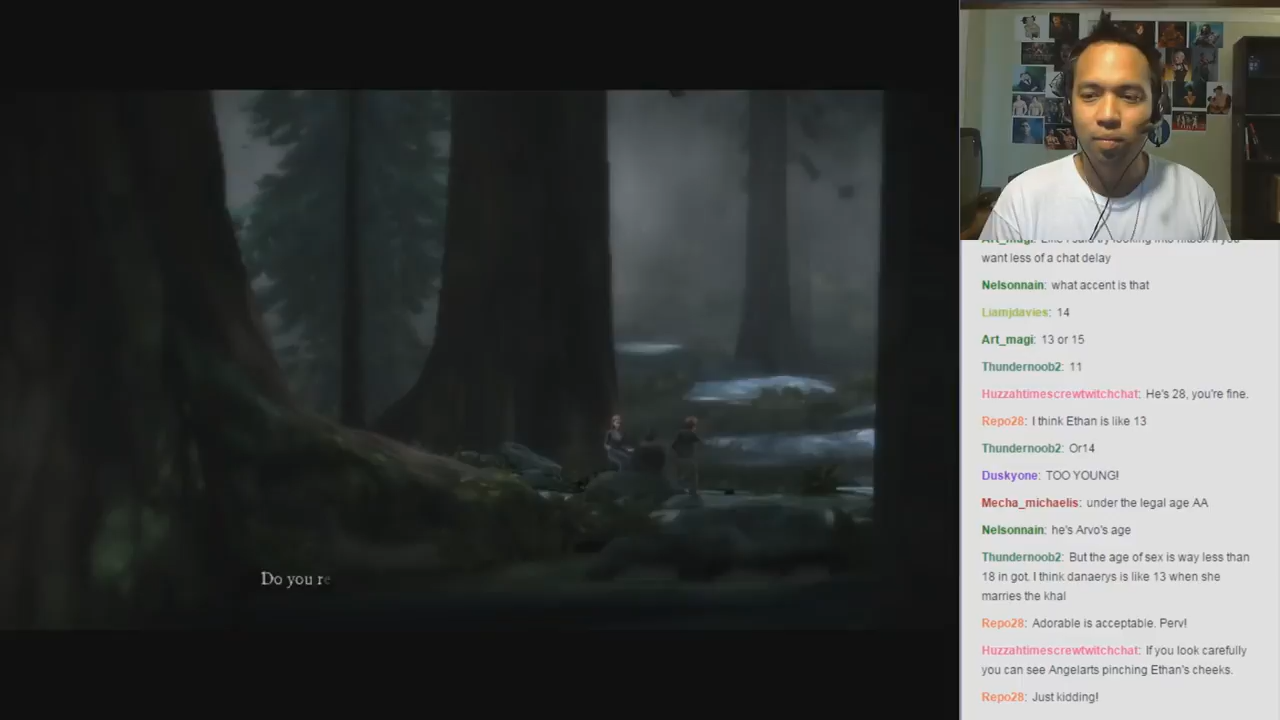 Do you re
want less of a chat delay
Nelsonnain: what accent is that
Liamjdavies: 14
Art_magi: 13 or 15
Thundernoob2: 11
Huzzahtimescrewtwitchchat: He's 28, you're fine.
Repo28: I think Ethan is like 13
Thundernoob2: Or14
Duskyone: TOO YOUNG!
Mecha_michaelis: under the legal age AA
Nelsonnain: he's Arvo's age
Thundernoob2: But the age of sex is way less than
18 in got. I think danaerys is like 13 when she
marries the khal
Repo28: Adorable is acceptable. Perv!
Huzzahtimescrewtwitchchat: If you look carefully
you can see Angelarts pinching Ethan's cheeks.
Repo28: Just kidding!